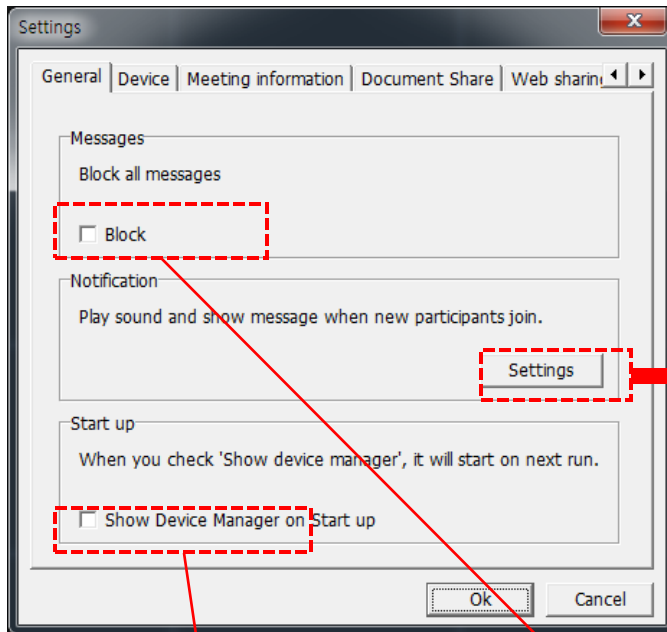 Settings
General Device Meeting information Document Share Web sharing
Messages
Block all messages
Block
Notification
Play sound and show message when new participants join.
Settings
Start up
When you check 'Show device manager', it will start on next run.
Show Device Manager on Start up
Ok Cancel